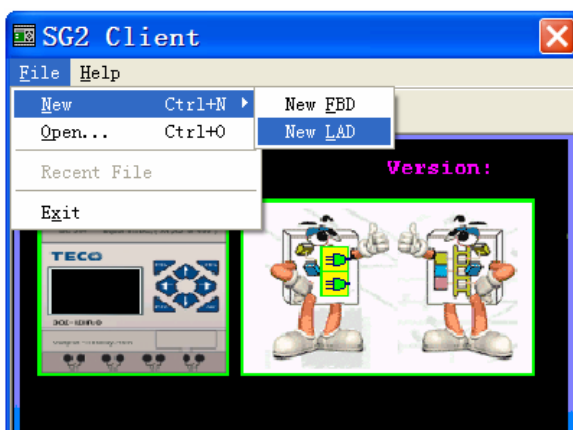 SG2 Client
File Help
New Ctrl+N
New FBD
Open... Ctrl+O
New LAD
Recent File
Version:
Exit
TECO